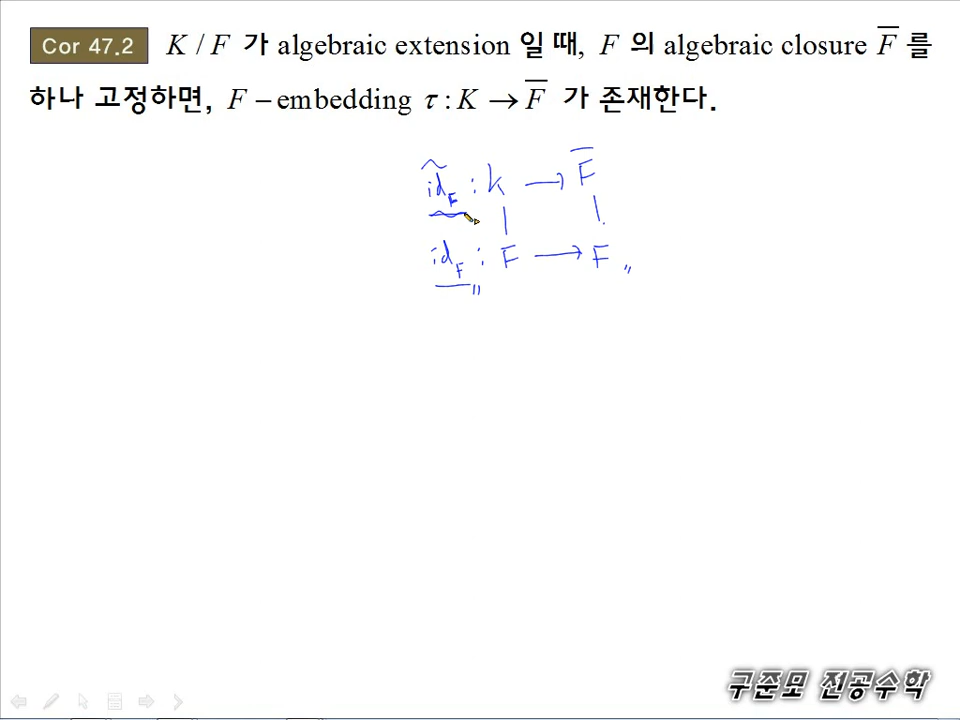 Cor 47.2 K / F 가 algebraic extension 일 때, F 의 algebraic closure F̅ 를
하나 고정하면, F − embedding τ : K → F̅ 가 존재한다.
ĩd_F : K → F̅
id_F : F → F
구준모 전공수학